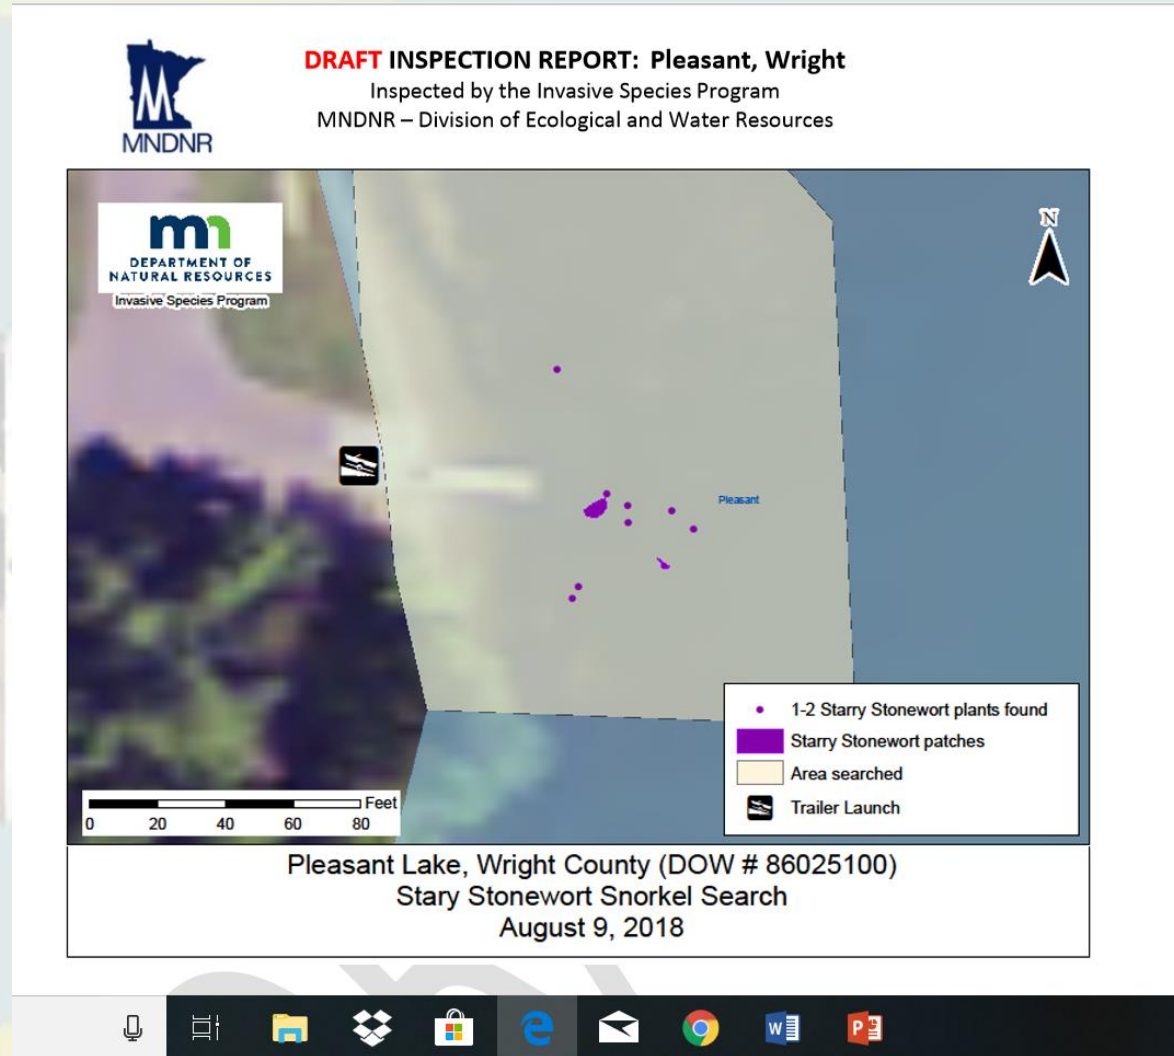 MNDNR
DRAFT INSPECTION REPORT: Pleasant, Wright
Inspected by the Invasive Species Program
MNDNR – Division of Ecological and Water Resources
mn
DEPARTMENT OF
NATURAL RESOURCES
Invasive Species Program
N
Pleasant
1-2 Starry Stonewort plants found
Starry Stonewort patches
Area searched
Trailer Launch
Feet
0 20 40 60 80
Pleasant Lake, Wright County (DOW # 86025100)
Stary Stonewort Snorkel Search
August 9, 2018